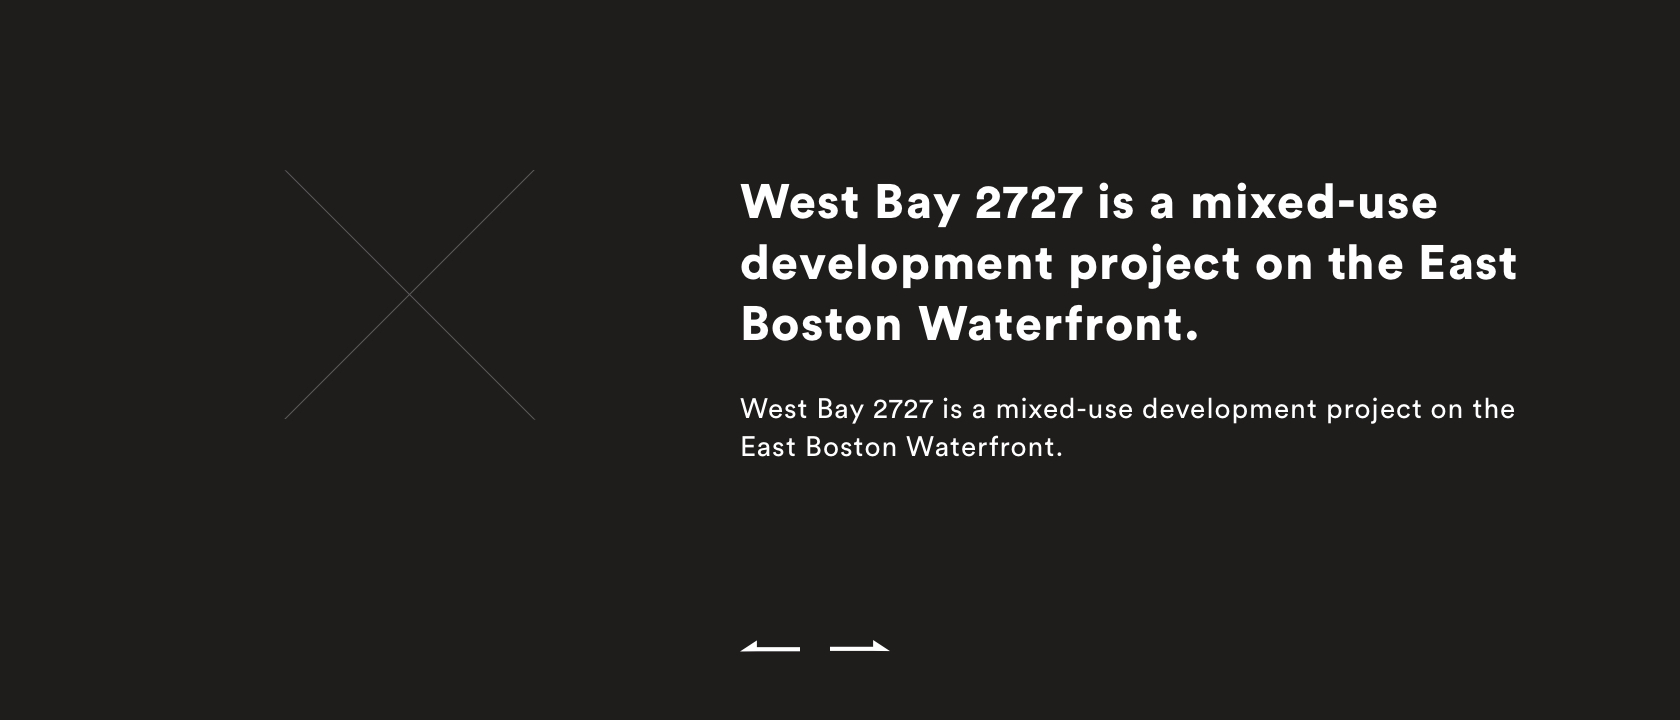 West Bay 2727 is a mixed-use
development project on the East
Boston Waterfront.
West Bay 2727 is a mixed-use development project on the
East Boston Waterfront.